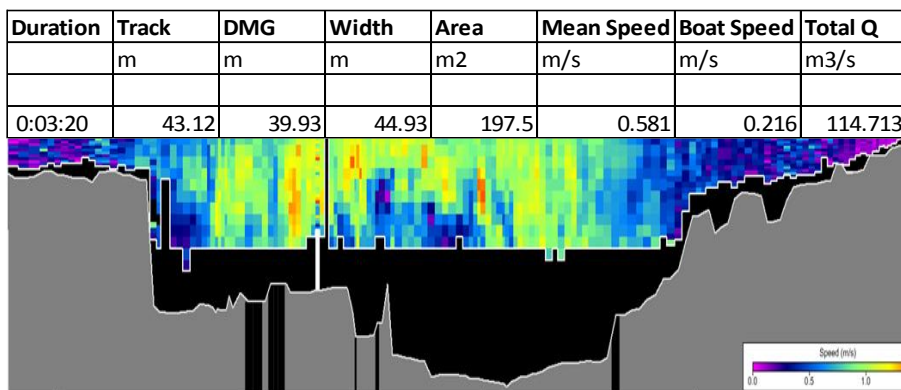 Duration Track DMG Width Area Mean Speed Boat Speed Total Q
m m m m2 m/s m/s m3/s
0:03:20 43.12 39.93 44.93 197.5 0.581 0.216 114.713
Speed (m/s)
0.0 0.5 1.0